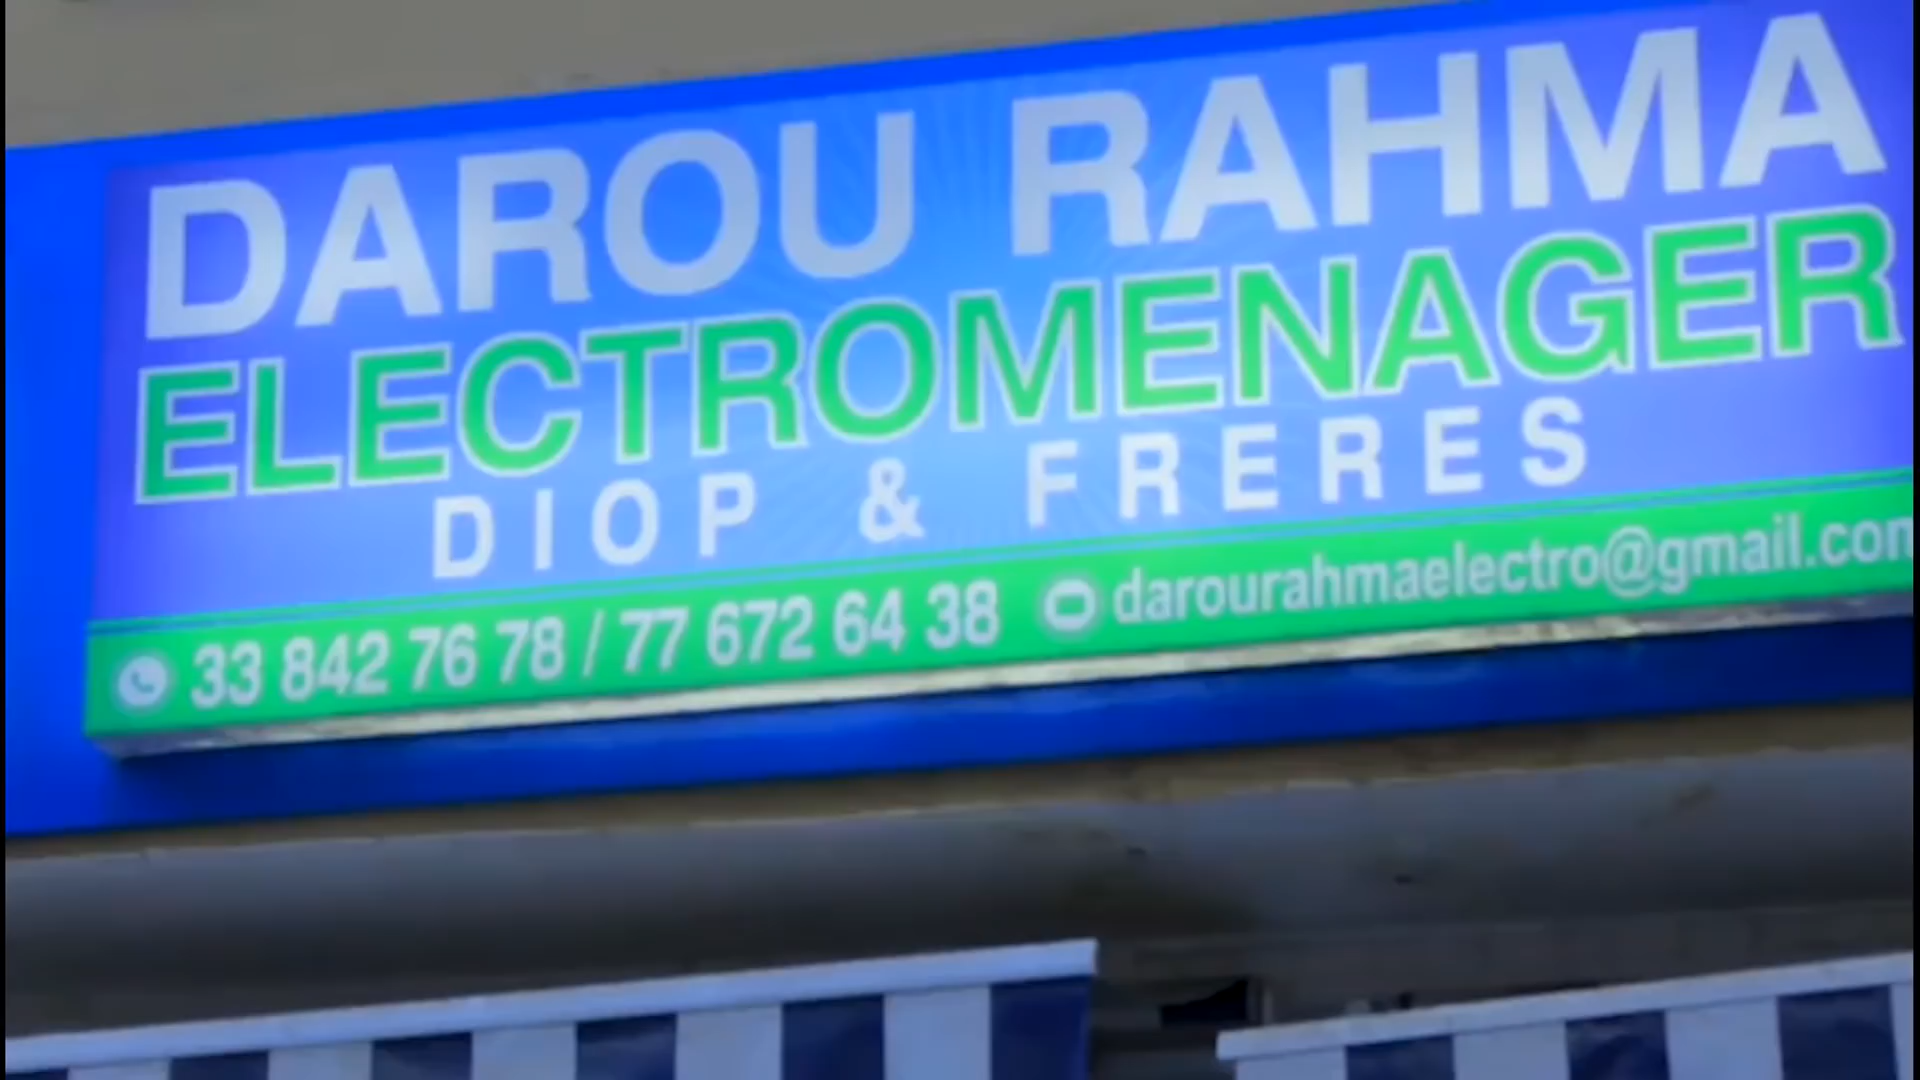 DAROU RAHMA
ELECTROMENAGER
DIOP & FRERES
33 842 76 78 / 77 672 64 38 darourahmaelectro@gmail.com